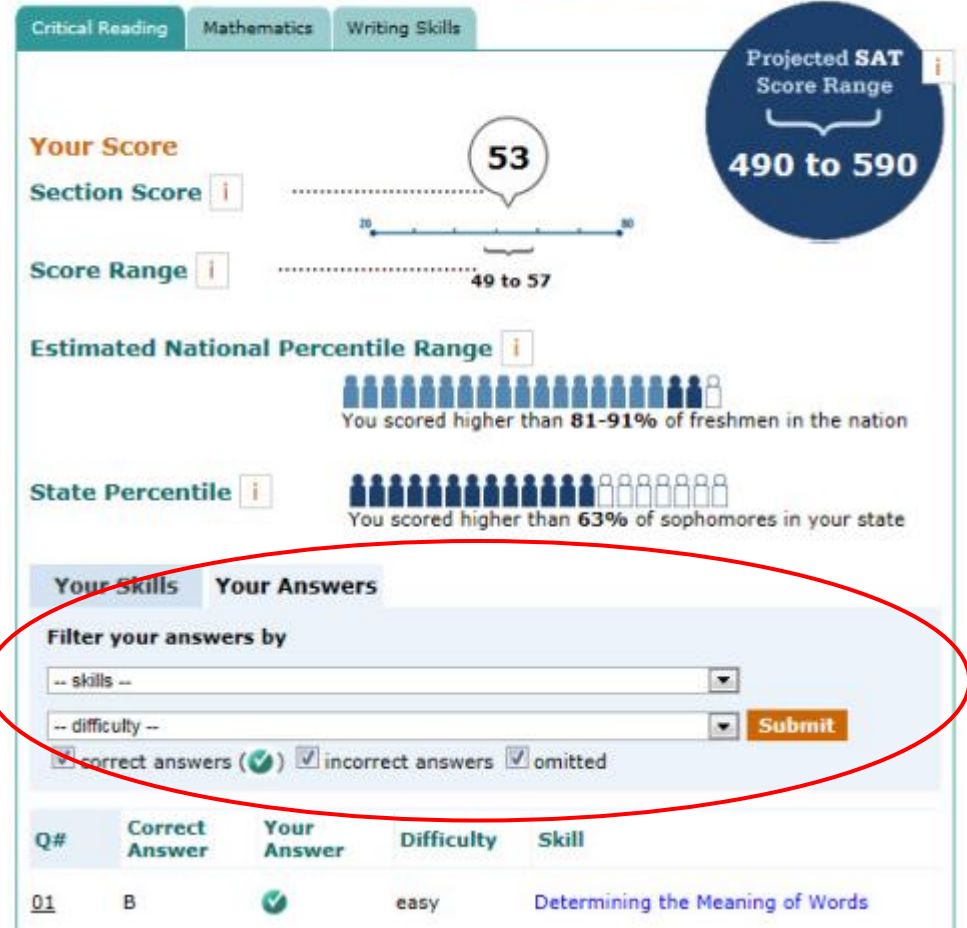 Critical Reading
Mathematics
Writing Skills
Projected SAT
Score Range
490 to 590
i
Your Score
53
Section Score i
20
80
Score Range i
49 to 57
Estimated National Percentile Range i
You scored higher than 81-91% of freshmen in the nation
State Percentile i
You scored higher than 63% of sophomores in your state
Your Skills
Your Answers
Filter your answers by
-- skills --
-- difficulty --
Submit
correct answers ( ) incorrect answers omitted
Q#
Correct
Answer
Your
Answer
Difficulty
Skill
01
B
easy
Determining the Meaning of Words